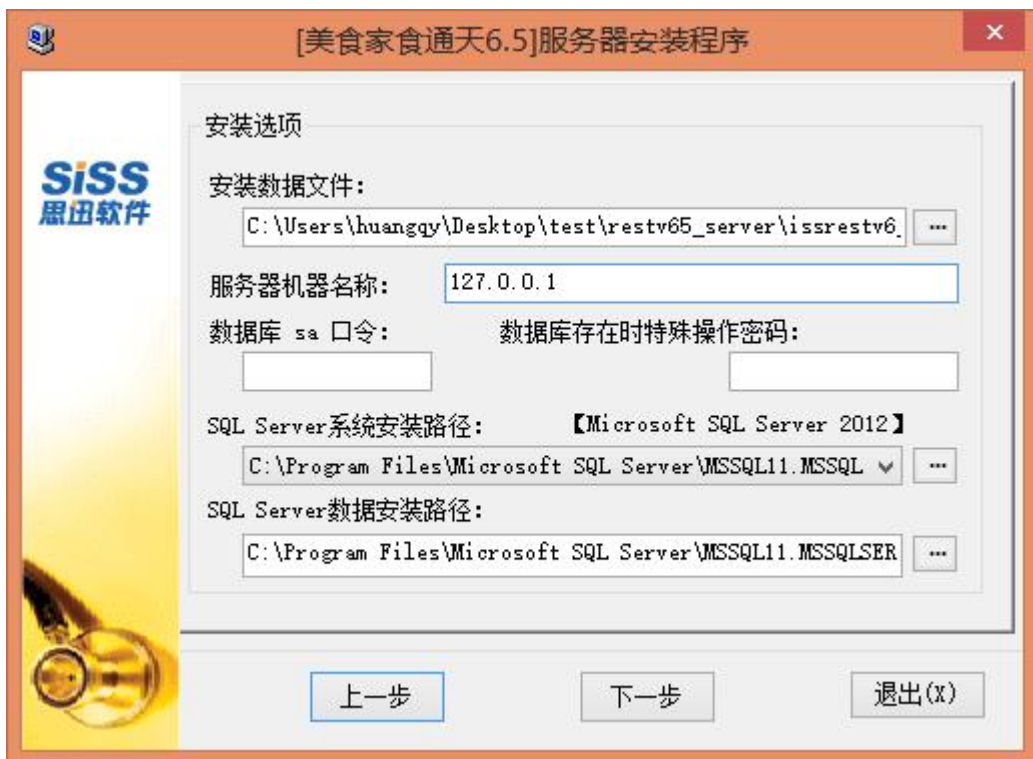 [美食家食通天6.5]服务器安装程序
SiSS
思迅软件
安装选项
安装数据文件：
C:\Users\huangqy\Desktop\test\restv65_server\issrestv6_
服务器机器名称：
127.0.0.1
数据库 sa 口令： 数据库存在时特殊操作密码：
SQL Server系统安装路径： 【Microsoft SQL Server 2012】
C:\Program Files\Microsoft SQL Server\MSSQL11.MSSQL
SQL Server数据安装路径：
C:\Program Files\Microsoft SQL Server\MSSQL11.MSSQLSER
上一步 下一步 退出(X)